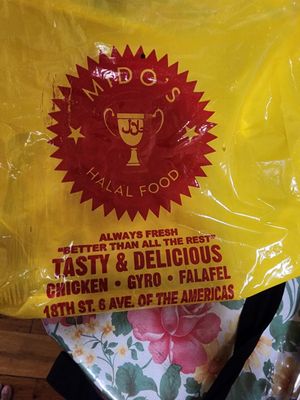 MIDO'S
HALAL FOOD
ALWAYS FRESH
"BETTER THAN ALL THE REST"
TASTY & DELICIOUS
CHICKEN • GYRO • FALAFEL
18TH ST. 6 AVE. OF THE AMERICAS